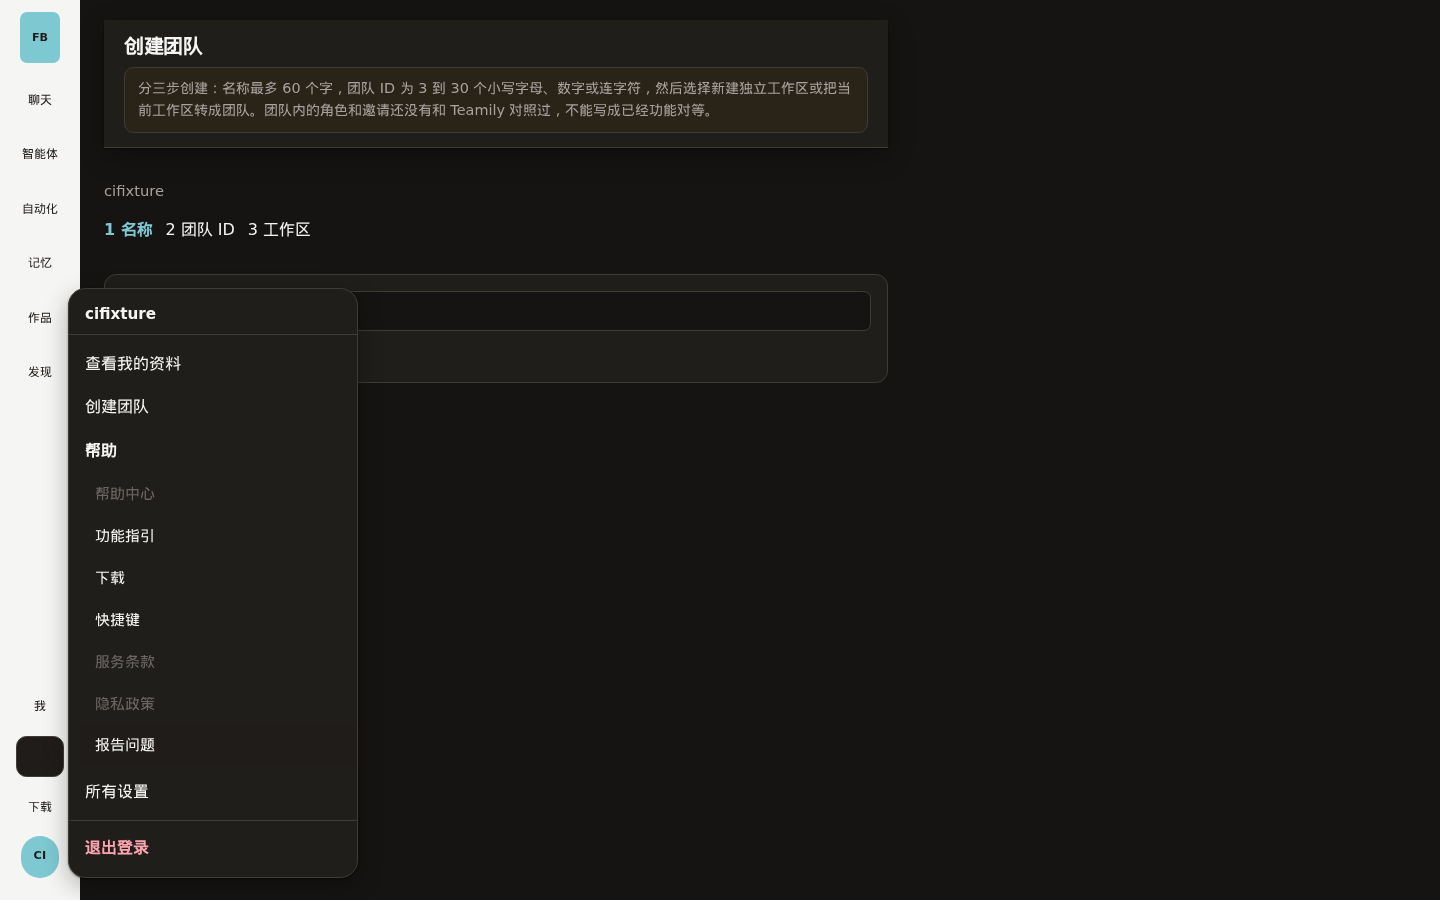 FB
聊天
智能体
自动化
记忆
作品
发现
我
下载
CI
创建团队
分三步创建：名称最多 60 个字，团队 ID 为 3 到 30 个小写字母、数字或连字符，然后选择新建独立工作区或把当
前工作区转成团队。团队内的角色和邀请还没有和 Teamily 对照过，不能写成已经功能对等。
cifixture
1 名称 2 团队 ID 3 工作区
cifixture
查看我的资料
创建团队
帮助
帮助中心
功能指引
下载
快捷键
服务条款
隐私政策
报告问题
所有设置
退出登录